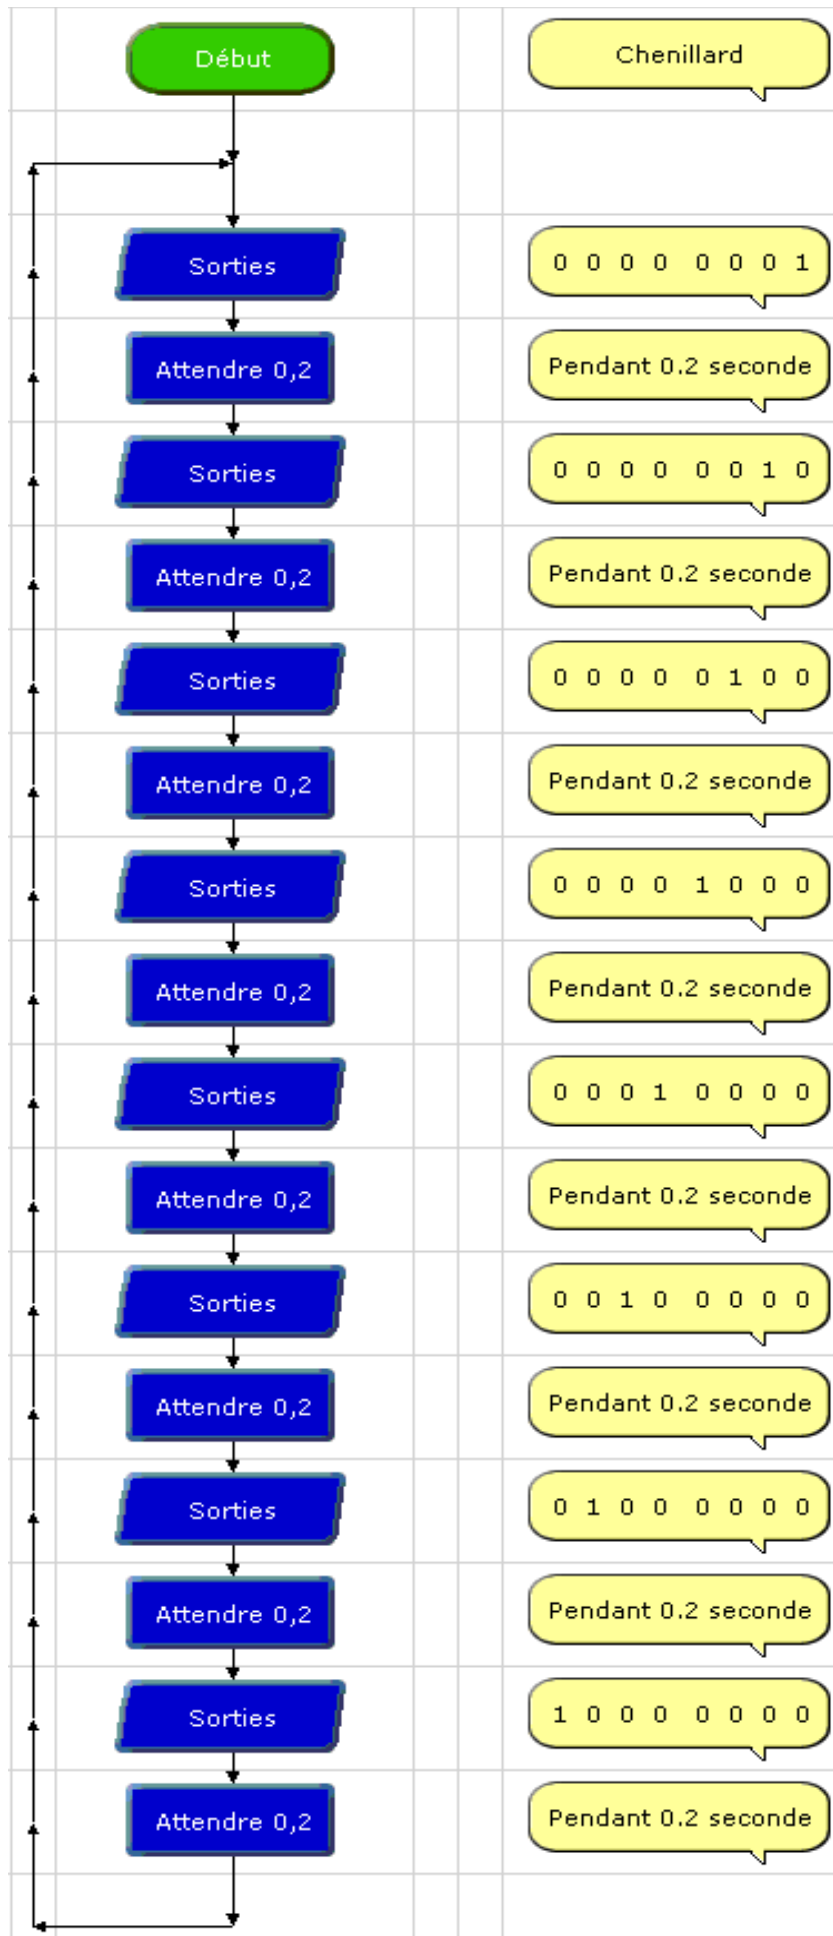 Début
Chenillard
Sorties
0 0 0 0 0 0 0 1
Attendre 0,2
Pendant 0.2 seconde
Sorties
0 0 0 0 0 0 1 0
Attendre 0,2
Pendant 0.2 seconde
Sorties
0 0 0 0 0 1 0 0
Attendre 0,2
Pendant 0.2 seconde
Sorties
0 0 0 0 1 0 0 0
Attendre 0,2
Pendant 0.2 seconde
Sorties
0 0 0 1 0 0 0 0
Attendre 0,2
Pendant 0.2 seconde
Sorties
0 0 1 0 0 0 0 0
Attendre 0,2
Pendant 0.2 seconde
Sorties
0 1 0 0 0 0 0 0
Attendre 0,2
Pendant 0.2 seconde
Sorties
1 0 0 0 0 0 0 0
Attendre 0,2
Pendant 0.2 seconde